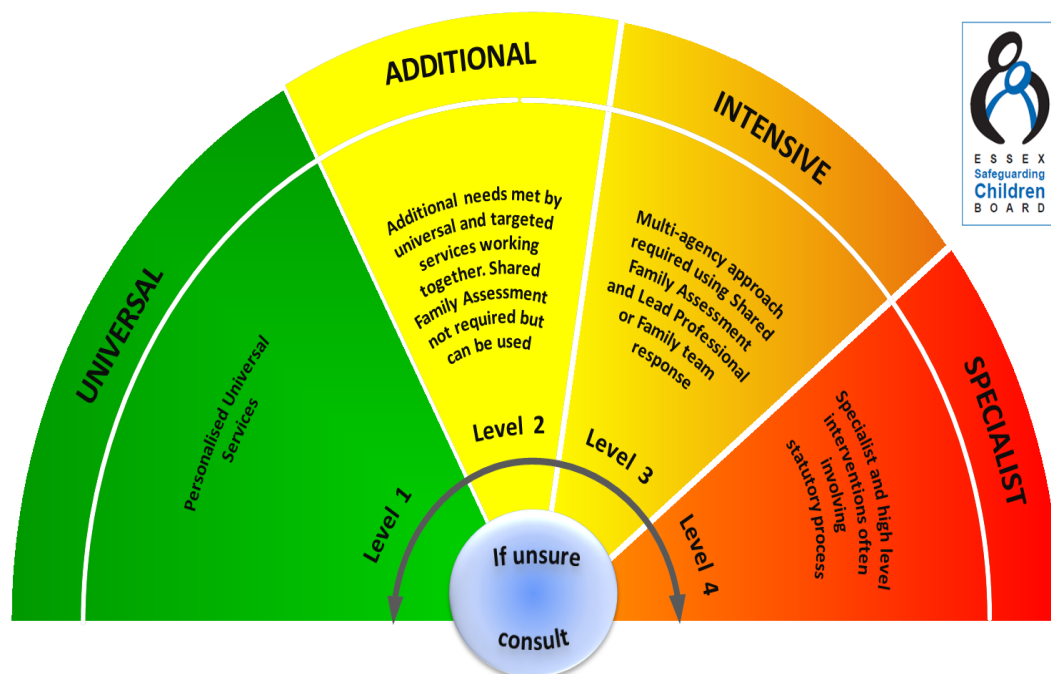 UNIVERSAL
Personalised Universal
Services
Level 1
ADDITIONAL
Additional needs met by
universal and targeted
services working
together. Shared
Family Assessment
not required but
can be used
Level 2
INTENSIVE
Multi-agency approach
required using Shared
Family Assessment
and Lead Professional
or Family team
response
Level 3
SPECIALIST
Specialist and high level
interventions often
involving
statutory process
Level 4
If unsure
consult
ESSEX
Safeguarding
Children
BOARD